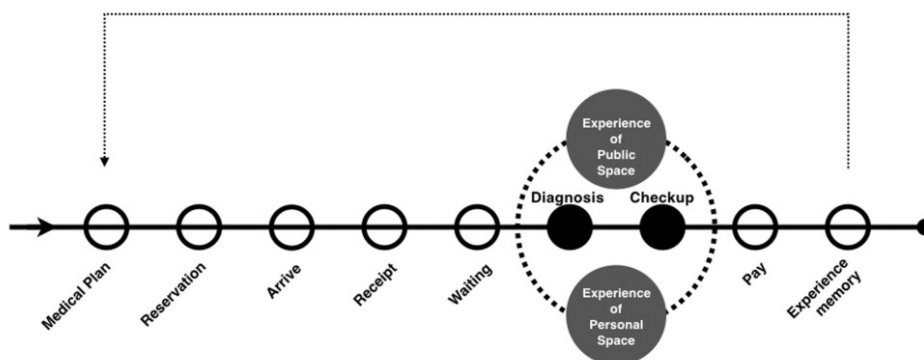 Experience
of
Public
Space
Diagnosis
Checkup
Medical Plan
Reservation
Arrive
Receipt
Waiting
Experience
of
Personal
Space
Pay
Experience
memory